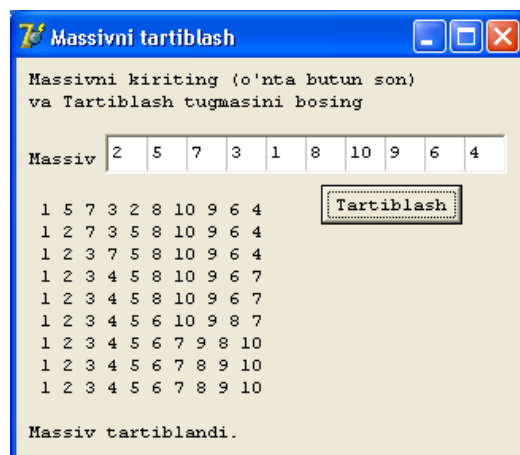 Massivni tartiblash
Massivni kiriting (o'nta butun son)
va Tartiblash tugmasini bosing
Massiv 2 5 7 3 1 8 10 9 6 4
Tartiblash
1 5 7 3 2 8 10 9 6 4
1 2 7 3 5 8 10 9 6 4
1 2 3 7 5 8 10 9 6 4
1 2 3 4 5 8 10 9 6 7
1 2 3 4 5 8 10 9 6 7
1 2 3 4 5 6 10 9 8 7
1 2 3 4 5 6 7 9 8 10
1 2 3 4 5 6 7 8 9 10
1 2 3 4 5 6 7 8 9 10
Massiv tartiblandi.